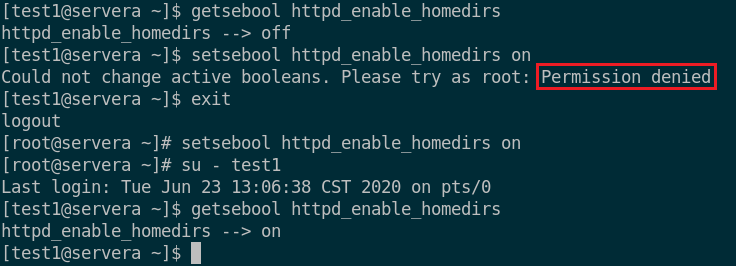 [test1@servera ~]$ getsebool httpd_enable_homedirs
httpd_enable_homedirs --> off
[test1@servera ~]$ setsebool httpd_enable_homedirs on
Could not change active booleans. Please try as root: Permission denied
[test1@servera ~]$ exit
logout
[root@servera ~]# setsebool httpd_enable_homedirs on
[root@servera ~]# su - test1
Last login: Tue Jun 23 13:06:38 CST 2020 on pts/0
[test1@servera ~]$ getsebool httpd_enable_homedirs
httpd_enable_homedirs --> on
[test1@servera ~]$